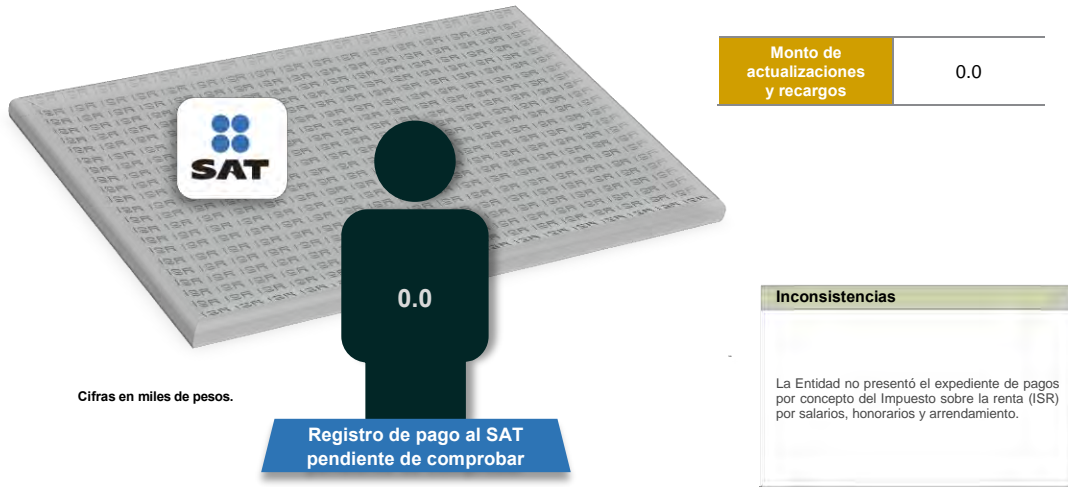 Monto de
actualizaciones
y recargos
0.0
SAT
0.0
Inconsistencias
La Entidad no presentó el expediente de pagos
por concepto del Impuesto sobre la renta (ISR)
por salarios, honorarios y arrendamiento.
Cifras en miles de pesos.
Registro de pago al SAT
pendiente de comprobar